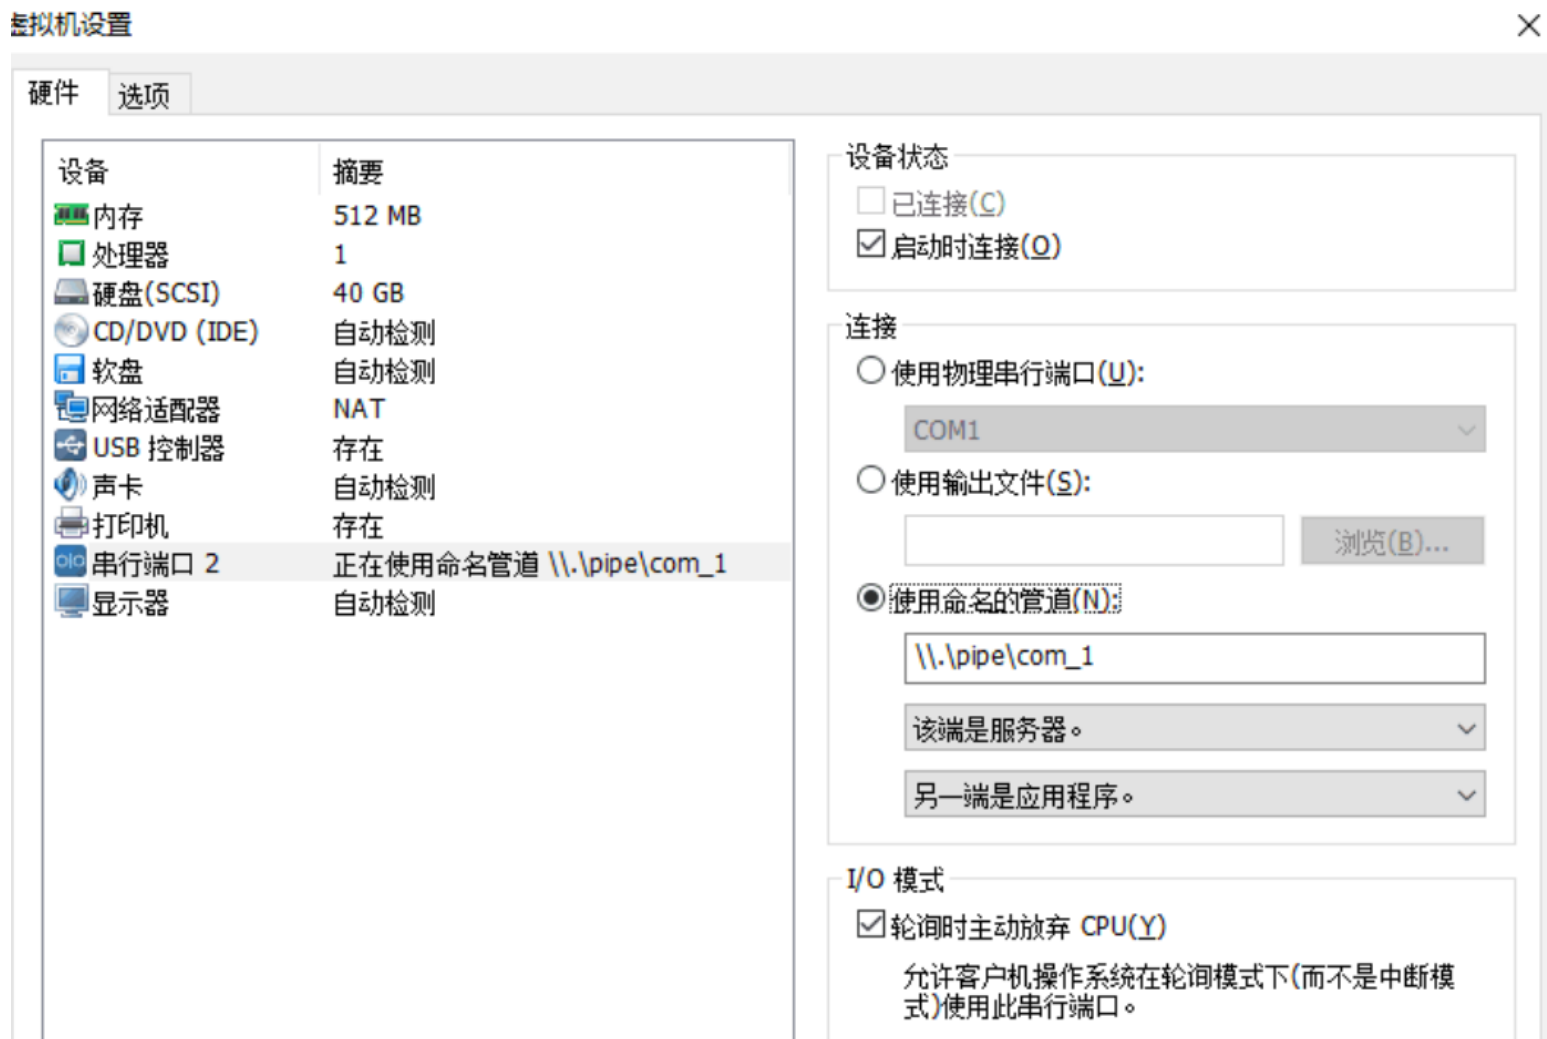 虚拟机设置
硬件
选项
设备 摘要
内存 512 MB
处理器 1
硬盘(SCSI) 40 GB
CD/DVD (IDE) 自动检测
软盘 自动检测
网络适配器 NAT
USB 控制器 存在
声卡 自动检测
打印机 存在
串行端口 2 正在使用命名管道 \\.\pipe\com_1
显示器 自动检测
设备状态
已连接(C)
启动时连接(O)
连接
使用物理串行端口(U):
COM1
使用输出文件(S):
浏览(B)...
使用命名的管道(N):
\\.\pipe\com_1
该端是服务器。
另一端是应用程序。
I/O 模式
轮询时主动放弃 CPU(Y)
允许客户机操作系统在轮询模式下(而不是中断模
式)使用此串行端口。